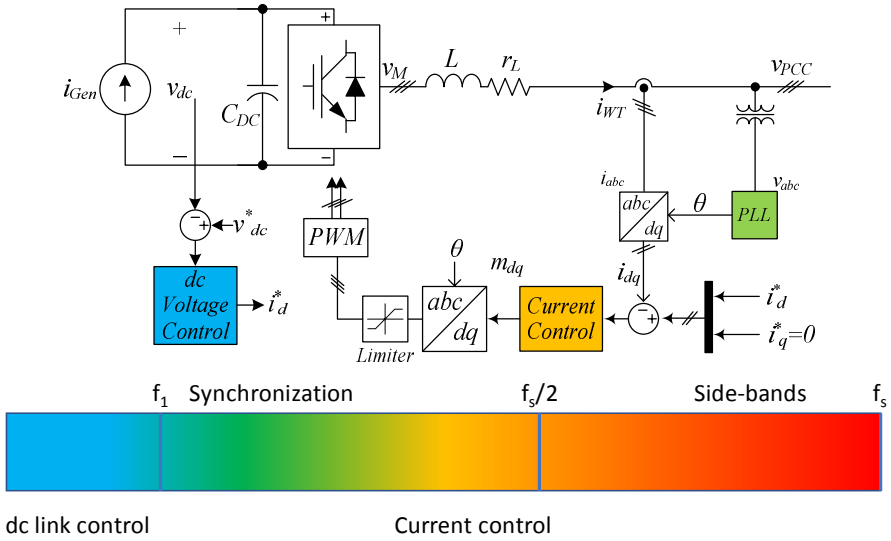 +
+
L
r_L
v_PCC
v_M
i_Gen
v_dc
C_DC
i_WT
−
−
i_abc
v_abc
abc
dq
θ
PLL
−
+
v*_dc
PWM
θ
m_dq
i_dq
dc
Voltage
Control
i*_d
abc
dq
Current
Control
−
+
i*_d
i*_q=0
Limiter
f₁ Synchronization f_s/2 Side-bands f_s
dc link control Current control